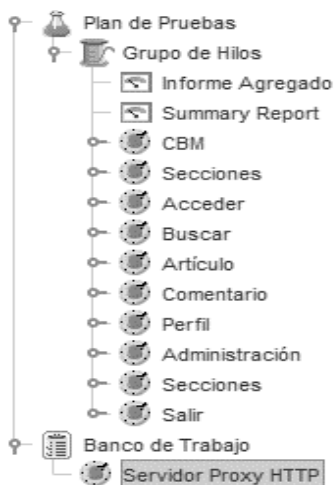 Plan de Pruebas
Grupo de Hilos
Informe Agregado
Summary Report
CBM
Secciones
Acceder
Buscar
Artículo
Comentario
Perfil
Administración
Secciones
Salir
Banco de Trabajo
Servidor Proxy HTTP